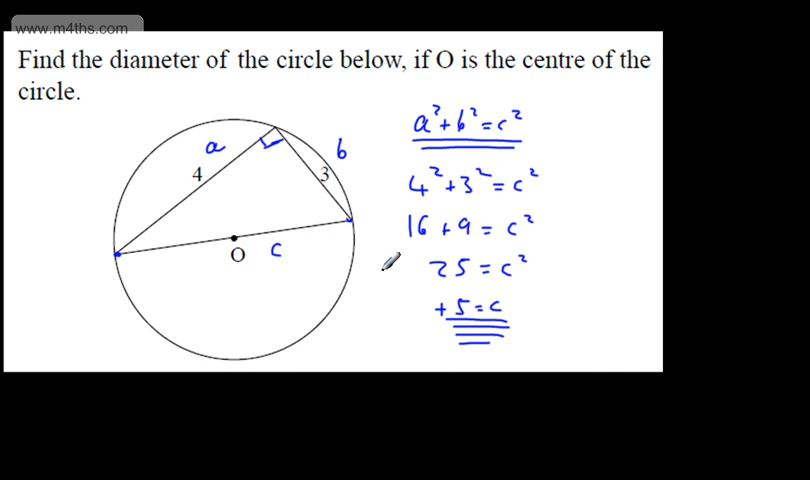 www.m4ths.com
Find the diameter of the circle below, if O is the centre of the
circle.
a
b
4
3
O
c
a²+b²=c²
4²+3²=c²
16+9=c²
25=c²
+5=c